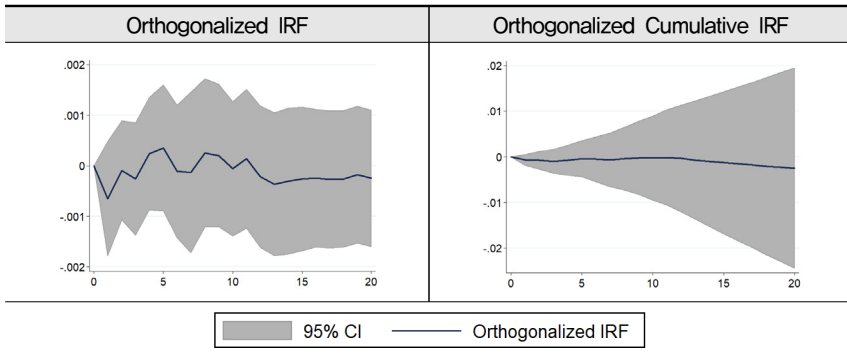 Orthogonalized IRF
Orthogonalized Cumulative IRF
.002
.001
0
-.001
-.002
0 5 10 15 20
.02
.01
0
-.01
-.02
0 5 10 15 20
95% CI
Orthogonalized IRF